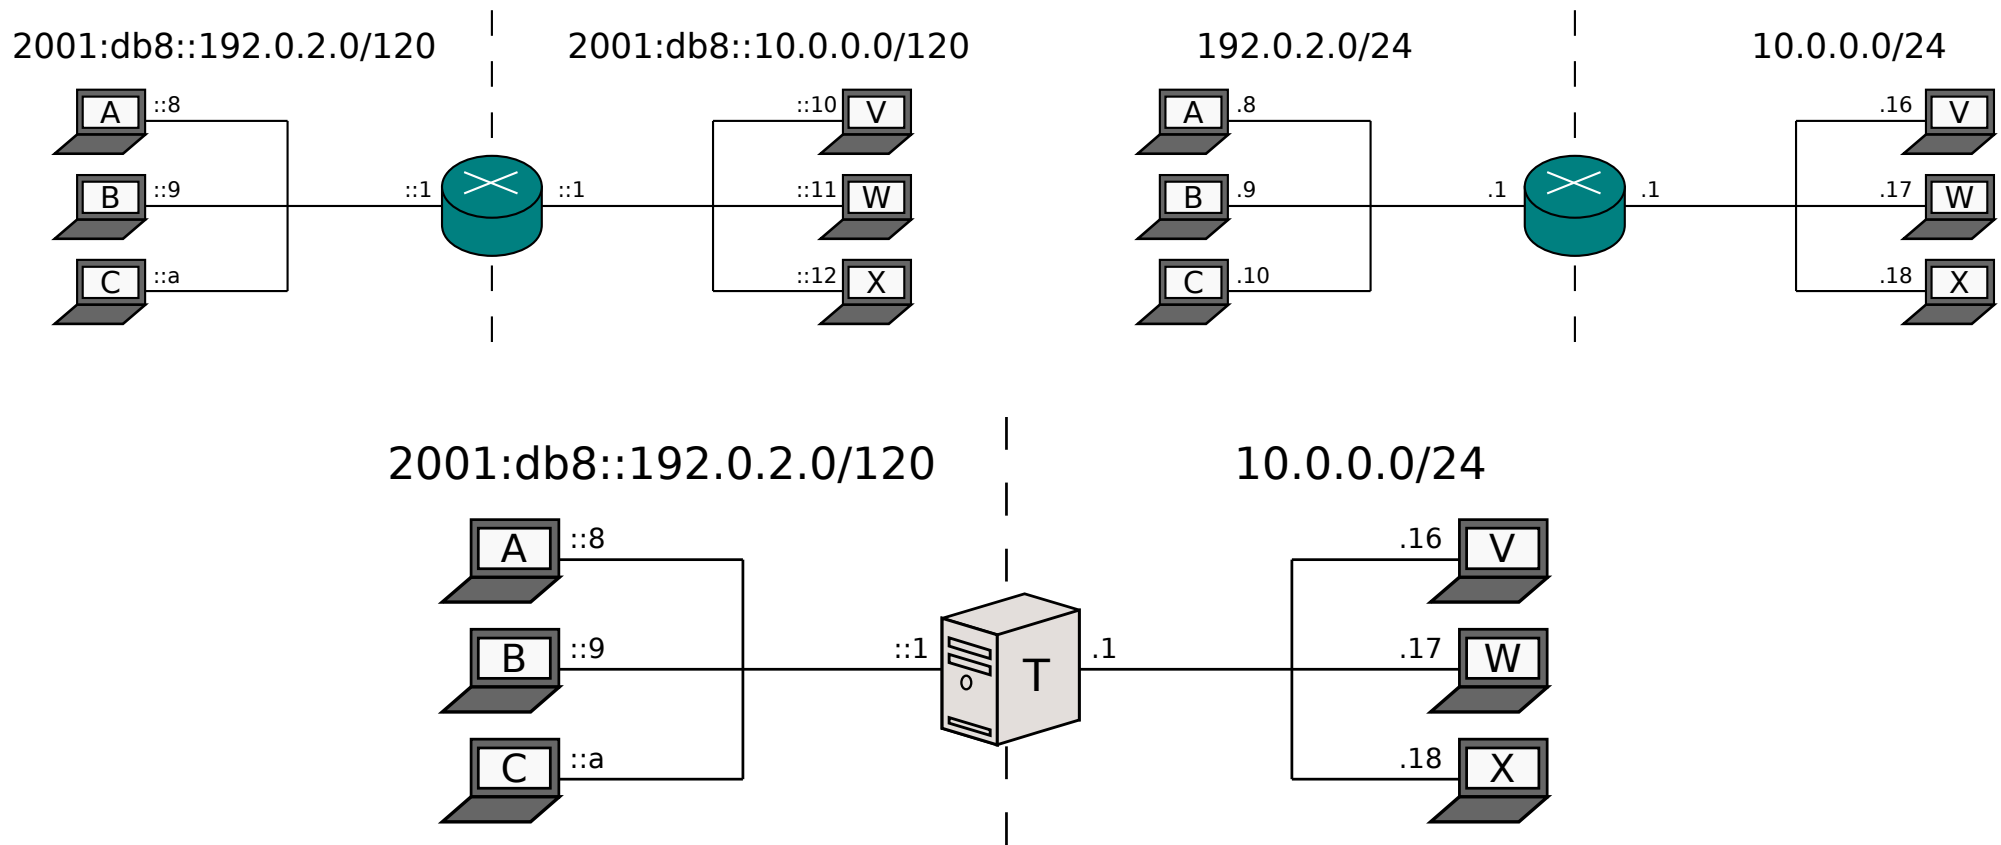 2001:db8::192.0.2.0/120
2001:db8::10.0.0.0/120
A ::8
B ::9
C ::a
::1
::1
::10 V
::11 W
::12 X
192.0.2.0/24
10.0.0.0/24
A .8
B .9
C .10
.1
.1
.16 V
.17 W
.18 X
2001:db8::192.0.2.0/120
10.0.0.0/24
A ::8
B ::9
C ::a
::1
T
.1
.16 V
.17 W
.18 X